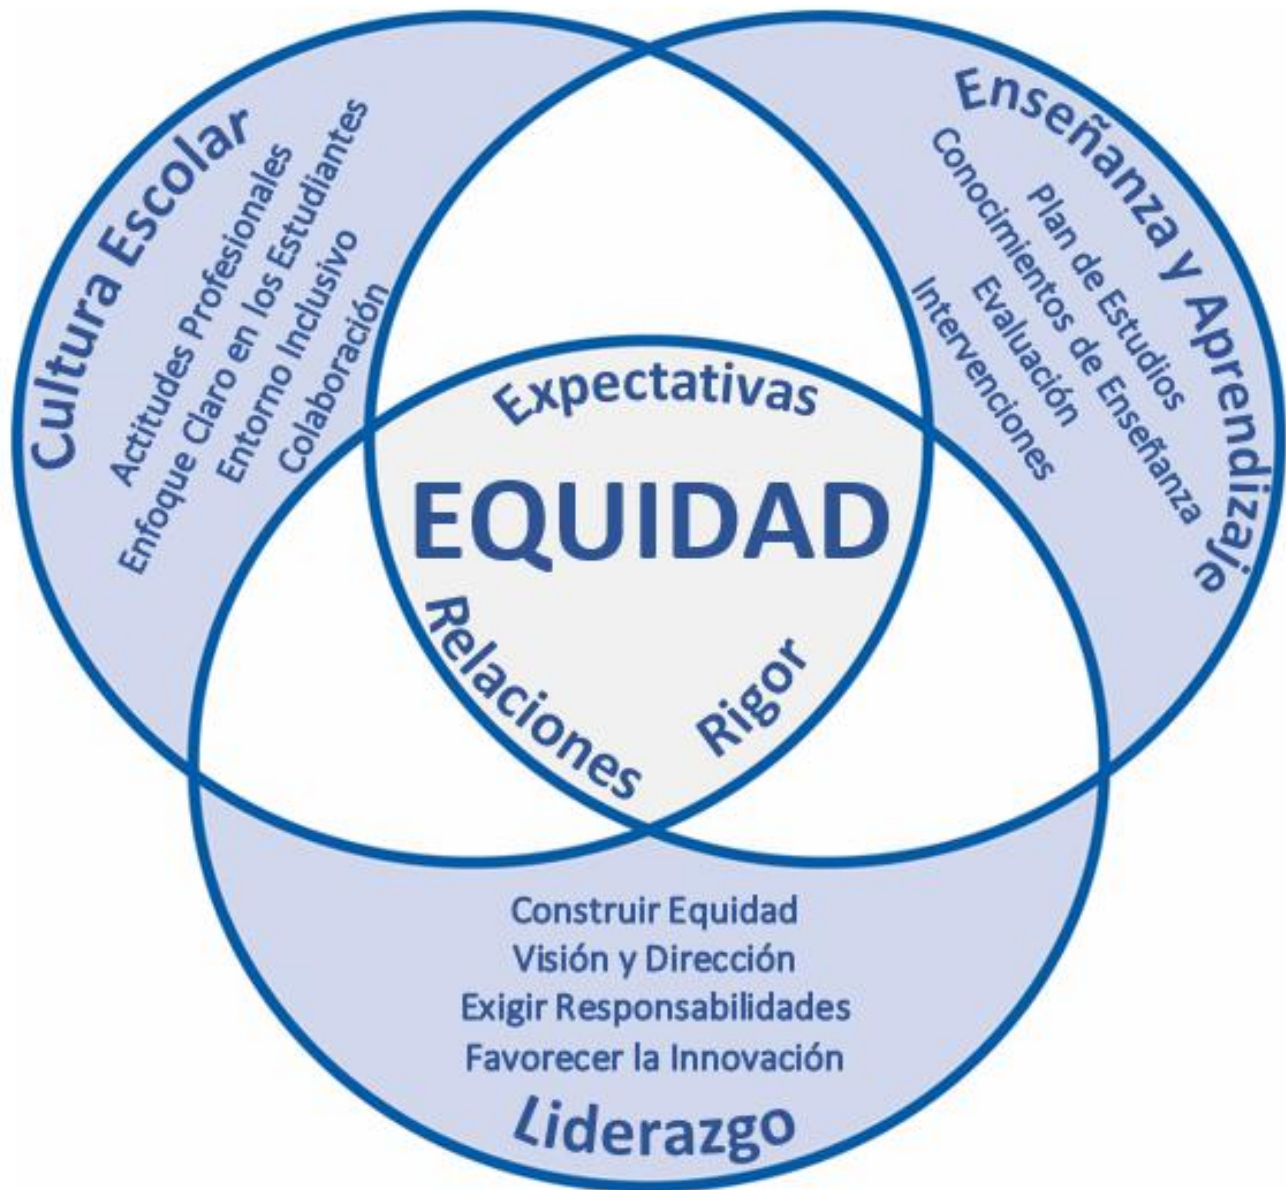 Cultura Escolar
Actitudes Profesionales
Enfoque Claro en los Estudiantes
Entorno Inclusivo
Colaboración
Enseñanza y Aprendizaje
Plan de Estudios
Conocimientos de Enseñanza
Evaluación
Intervenciones
Expectativas
EQUIDAD
Relaciones
Rigor
Construir Equidad
Visión y Dirección
Exigir Responsabilidades
Favorecer la Innovación
Liderazgo